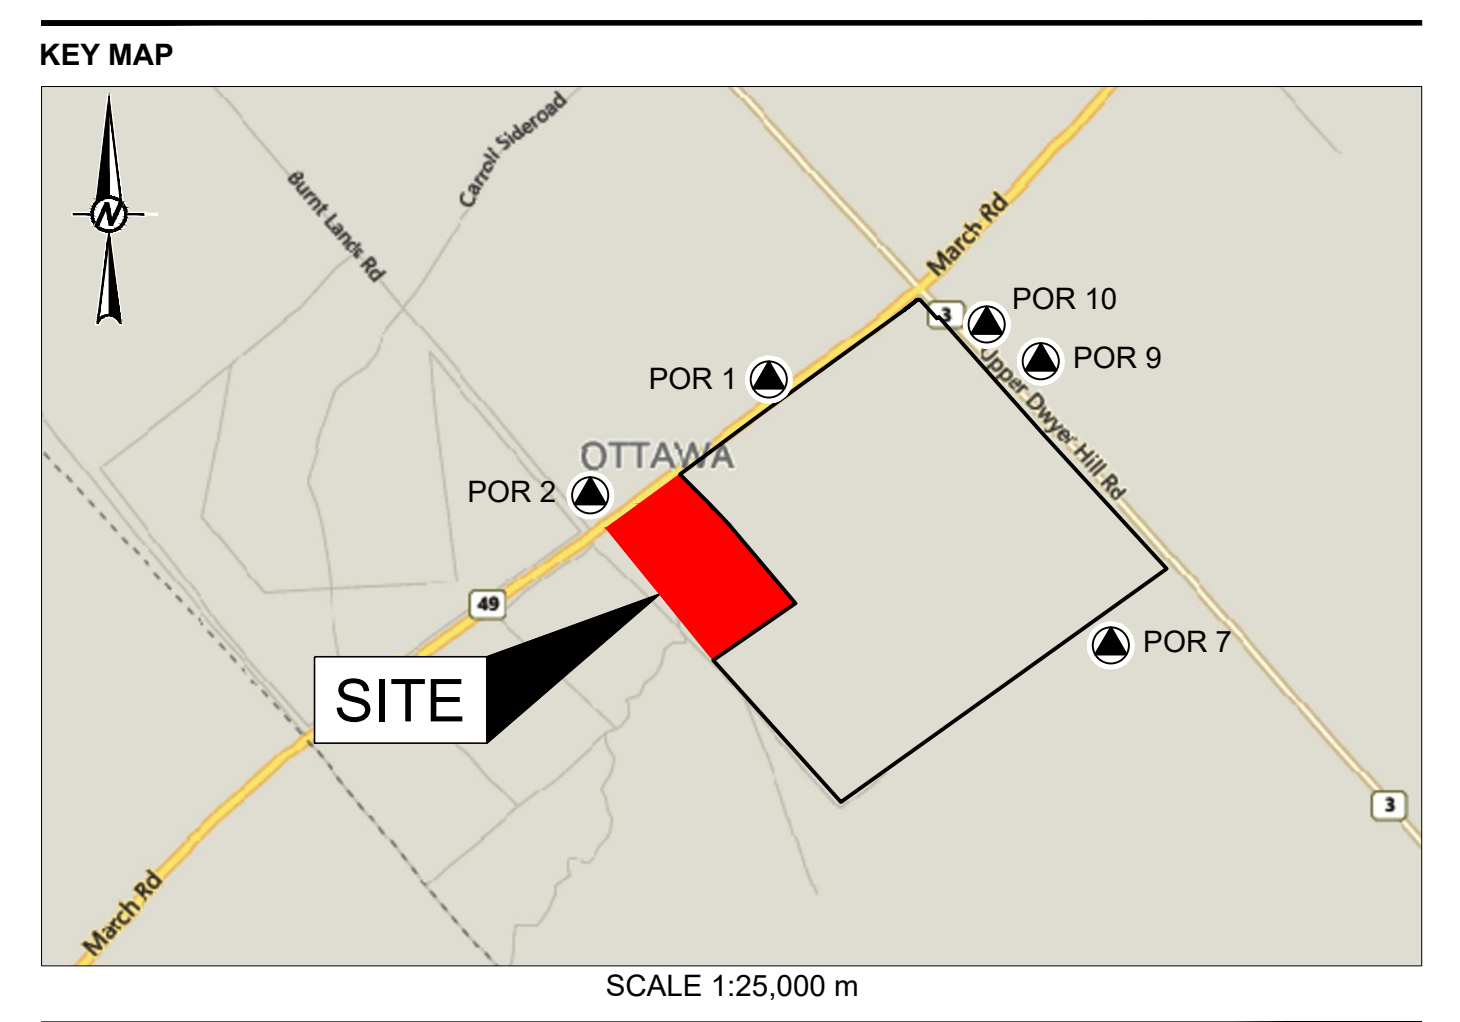 KEY MAP
N
Burnt Lands Rd
Carroll Sideroad
March Rd
3
POR 10
POR 9
Upper Dwyer Hill Rd
POR 1
OTTAWA
POR 2
49
POR 7
SITE
3
March Rd
SCALE 1:25,000 m